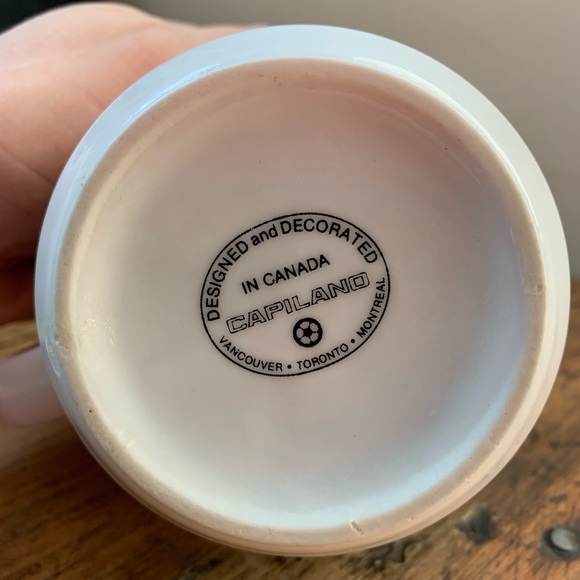 DESIGNED and DECORATED
IN CANADA
CAPILANO
VANCOUVER • TORONTO • MONTREAL